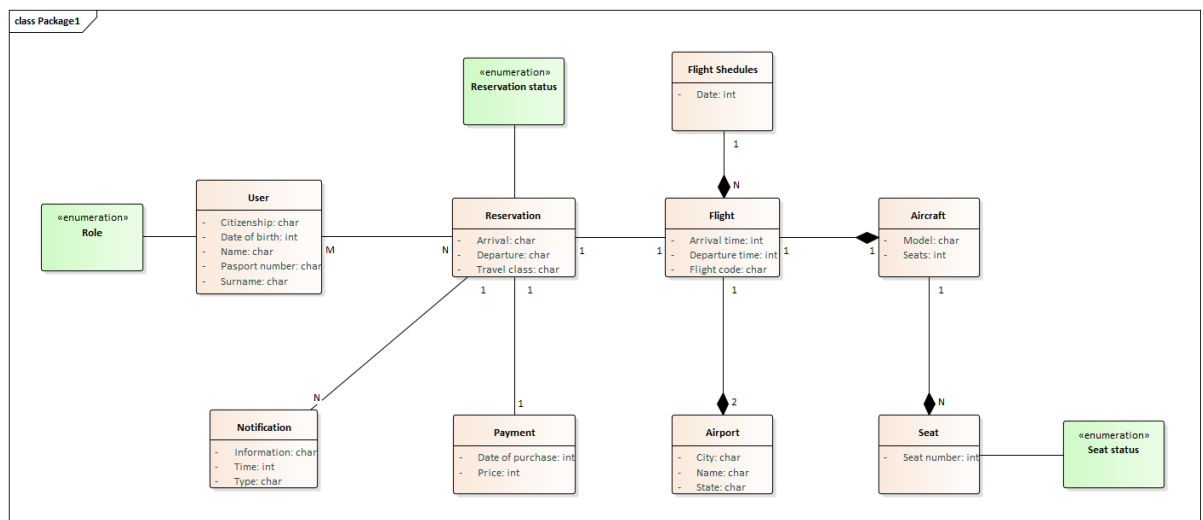 class Package1
«enumeration»
Reservation status
Flight Shedules
- Date: int
1
N
«enumeration»
Role
User
- Citizenship: char
- Date of birth: int
- Name: char
- Pasport number: char
- Surname: char
M
N
Reservation
- Arrival: char
- Departure: char
- Travel class: char
1
1
Flight
- Arrival time: int
- Departure time: int
- Flight code: char
1
1
Aircraft
- Model: char
- Seats: int
1
1
1
1
N
1
2
N
Notification
- Information: char
- Time: int
- Type: char
Payment
- Date of purchase: int
- Price: int
Airport
- City: char
- Name: char
- State: char
Seat
- Seat number: int
«enumeration»
Seat status